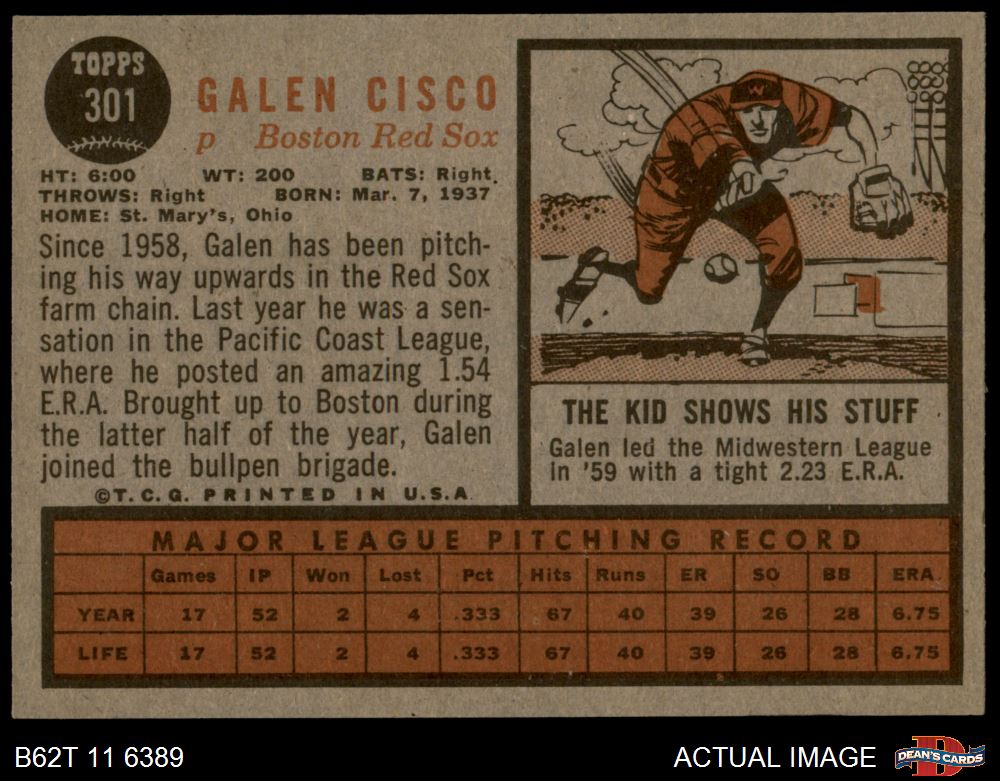 TOPPS
301
GALEN CISCO
p Boston Red Sox
HT: 6:00 WT: 200 BATS: Right.
THROWS: Right BORN: Mar. 7, 1937
HOME: St. Mary's, Ohio
Since 1958, Galen has been pitch-
ing his way upwards in the Red Sox
farm chain. Last year he was a sen-
sation in the Pacific Coast League,
where he posted an amazing 1.54
E.R.A. Brought up to Boston during
the latter half of the year, Galen
joined the bullpen brigade.
©T.C.G. PRINTED IN U.S.A.
W
THE KID SHOWS HIS STUFF
Galen led the Midwestern League
in '59 with a tight 2.23 E.R.A.
MAJOR LEAGUE PITCHING RECORD
Games IP Won Lost Pct Hits Runs ER SO BB ERA
YEAR 17 52 2 4 .333 67 40 39 26 28 6.75
LIFE 17 52 2 4 .333 67 40 39 26 28 6.75
B62T 11 6389 ACTUAL IMAGE D DEAN'S CARDS